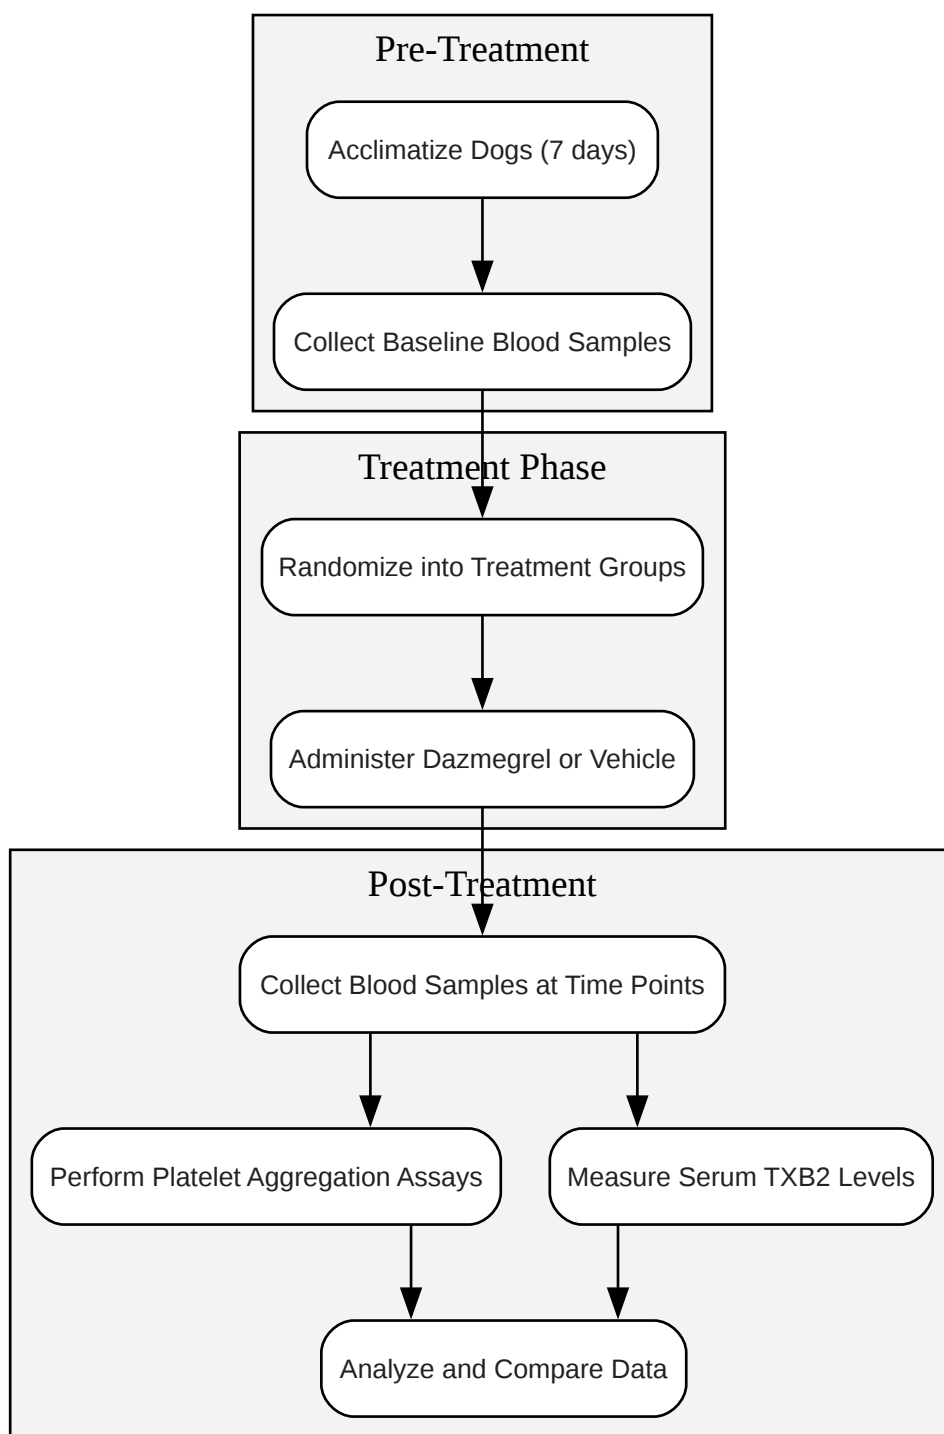 Pre-Treatment
Acclimatize Dogs (7 days)
Collect Baseline Blood Samples
Treatment Phase
Randomize into Treatment Groups
Administer Dazmegrel or Vehicle
Post-Treatment
Collect Blood Samples at Time Points
Perform Platelet Aggregation Assays
Measure Serum TXB2 Levels
Analyze and Compare Data